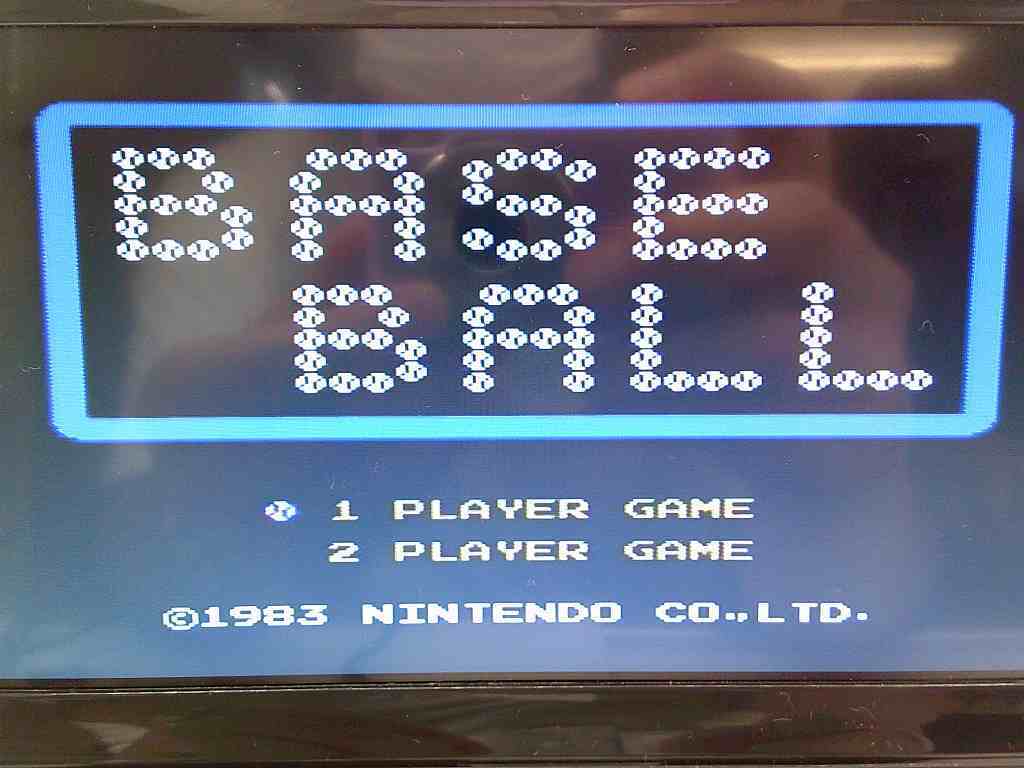 BASE
BALL
1 PLAYER GAME
2 PLAYER GAME
©1983 NINTENDO CO.,LTD.